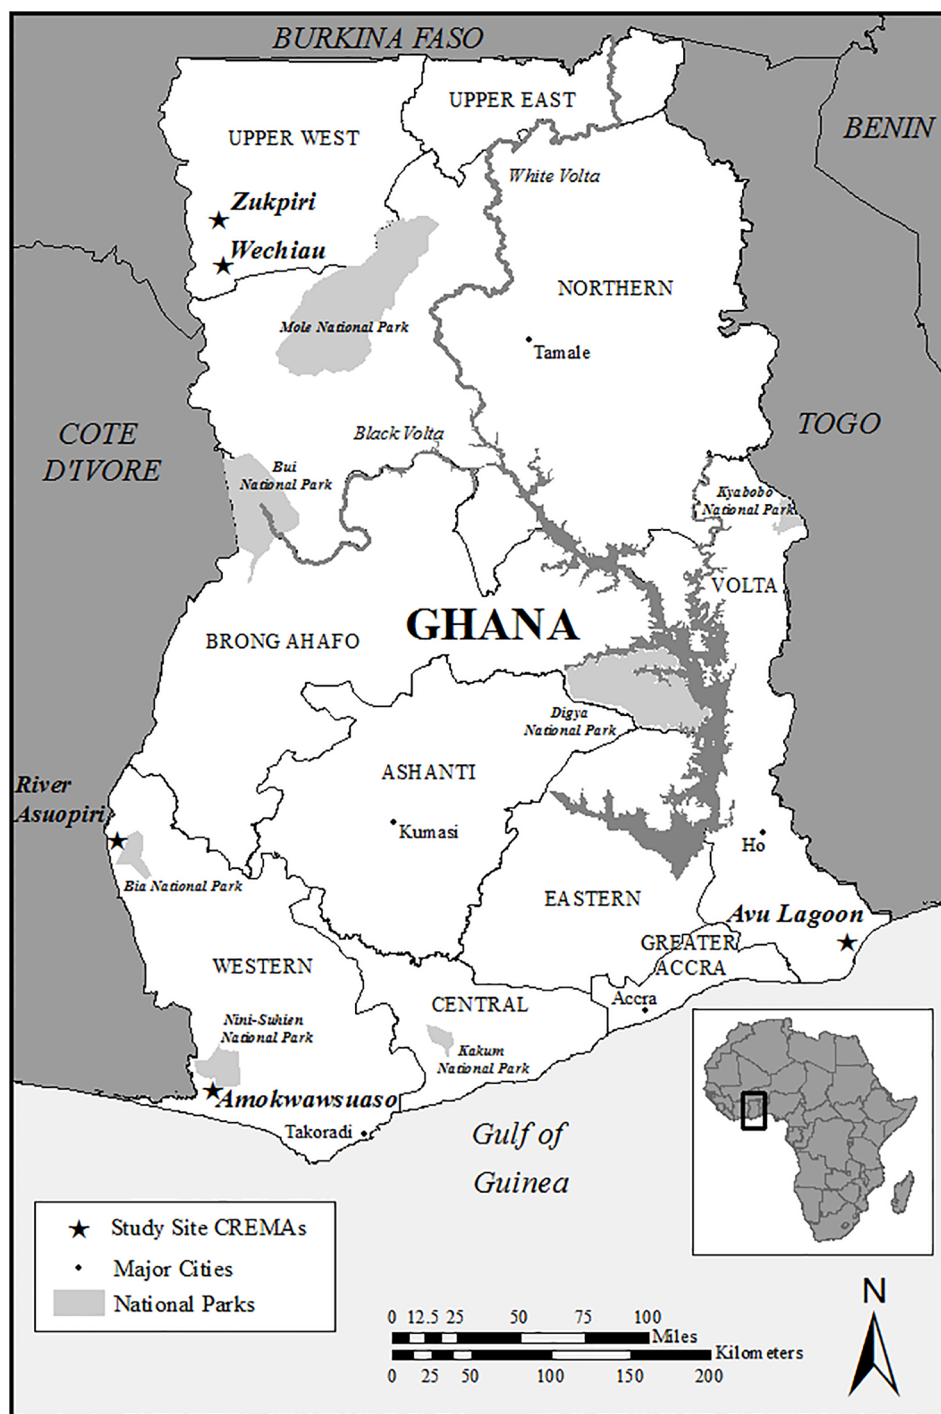 BURKINA FASO
UPPER EAST
BENIN
UPPER WEST
White Volta
Zukpiri
Wechiau
NORTHERN
Mole National Park
Tamale
COTE
D'IVORE
Black Volta
TOGO
Bui
National Park
Kyabobo
National Park
VOLTA
GHANA
BRONG AHAFO
Digya
National Park
ASHANTI
River
Asuopiri
Kumasi
Ho
Bia National Park
EASTERN
Avu Lagoon
GREATER
ACCRA
WESTERN
Accra
CENTRAL
Nini-Suhien
National Park
Kakum
National Park
Amokwawsuaso
Takoradi
Gulf of
Guinea
Study Site CREMAs
Major Cities
National Parks
N
0 12.5 25 50 75 100
Miles
Kilometers
0 25 50 100 150 200